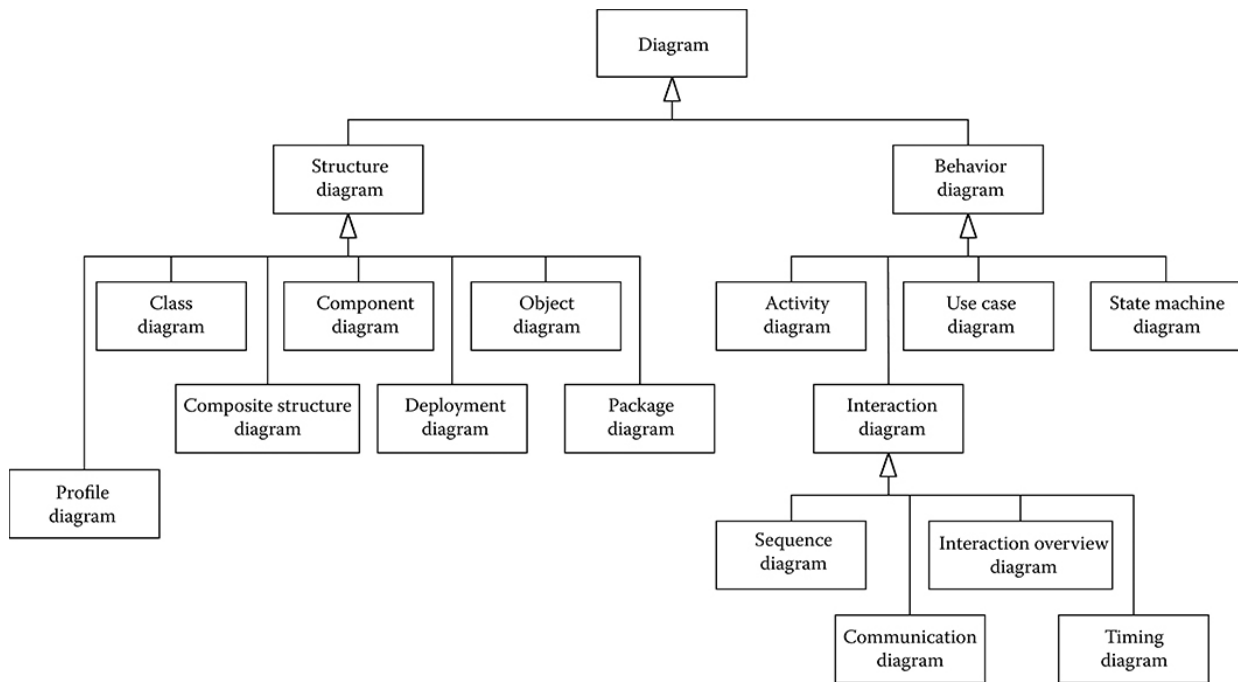 Diagram
Structure
diagram
Behavior
diagram
Class
diagram
Component
diagram
Object
diagram
Activity
diagram
Use case
diagram
State machine
diagram
Composite structure
diagram
Deployment
diagram
Package
diagram
Interaction
diagram
Profile
diagram
Sequence
diagram
Interaction overview
diagram
Communication
diagram
Timing
diagram